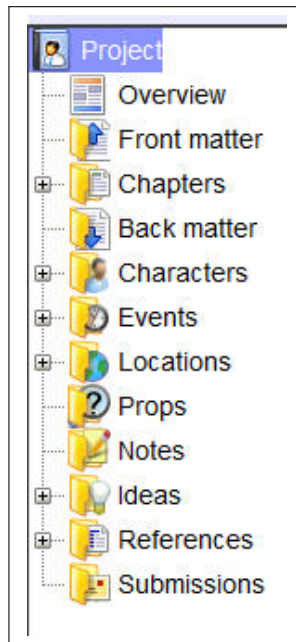 Project
Overview
Front matter
Chapters
Back matter
Characters
Events
Locations
Props
Notes
Ideas
References
Submissions